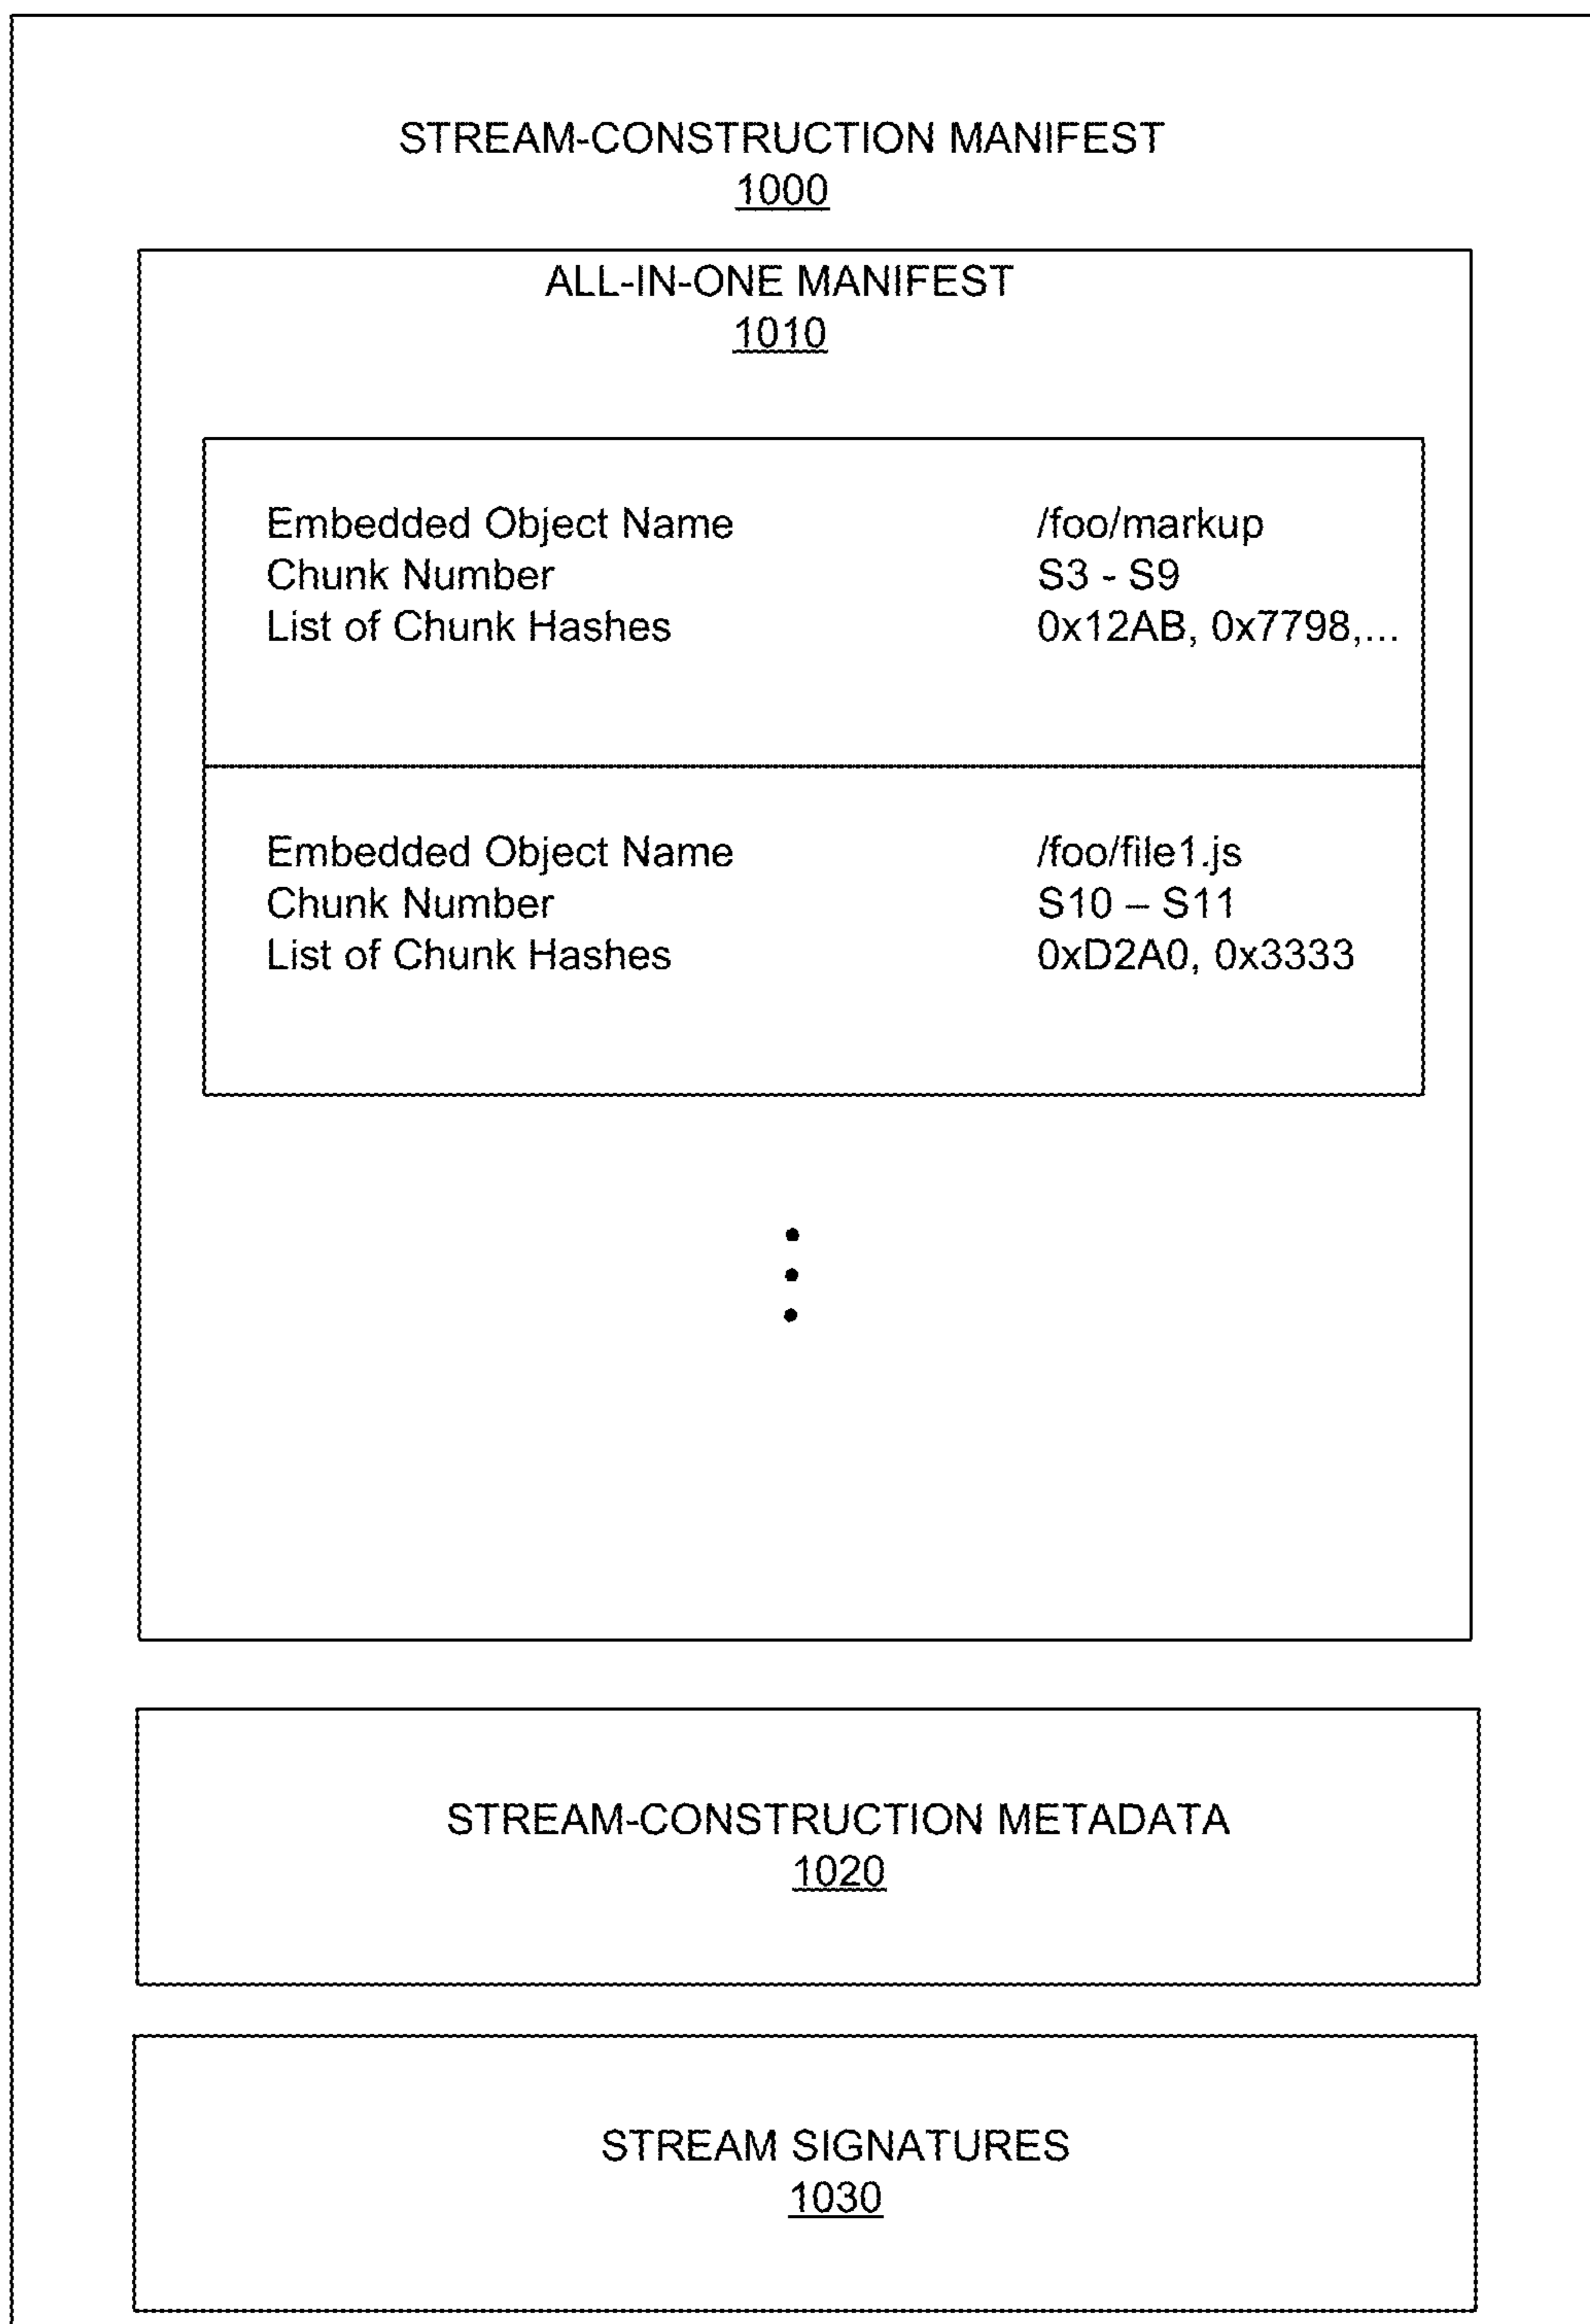 STREAM-CONSTRUCTION MANIFEST
1000
ALL-IN-ONE MANIFEST
1010
Embedded Object Name /foo/markup
Chunk Number S3 - S9
List of Chunk Hashes 0x12AB, 0x7798,...
Embedded Object Name /foo/file1.js
Chunk Number S10 – S11
List of Chunk Hashes 0xD2A0, 0x3333
STREAM-CONSTRUCTION METADATA
1020
STREAM SIGNATURES
1030